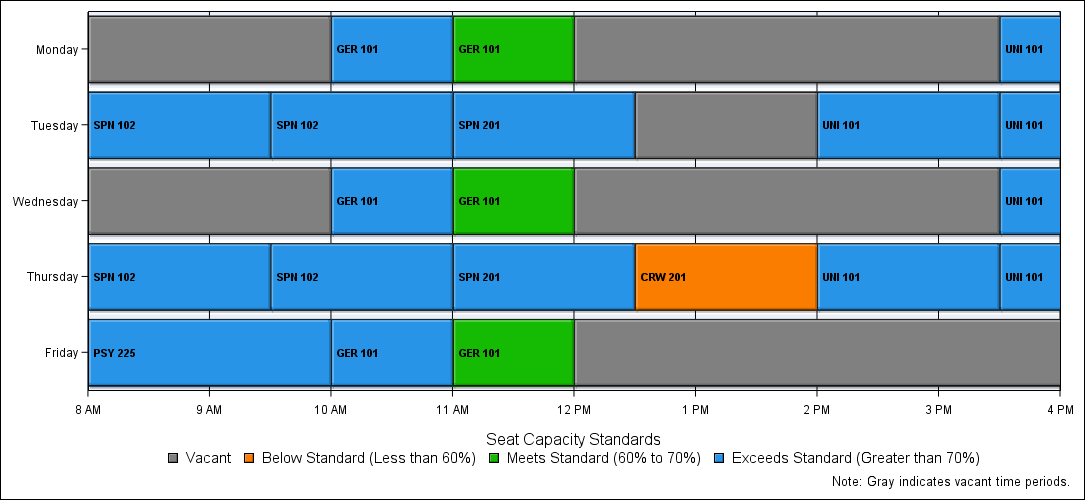 Monday GER 101 GER 101 UNI 101
Tuesday SPN 102 SPN 102 SPN 201 UNI 101 UNI 101
Wednesday GER 101 GER 101 UNI 101
Thursday SPN 102 SPN 102 SPN 201 CRW 201 UNI 101 UNI 101
Friday PSY 225 GER 101 GER 101
8 AM 9 AM 10 AM 11 AM 12 PM 1 PM 2 PM 3 PM 4 PM
Seat Capacity Standards
Vacant Below Standard (Less than 60%) Meets Standard (60% to 70%) Exceeds Standard (Greater than 70%)
Note: Gray indicates vacant time periods.